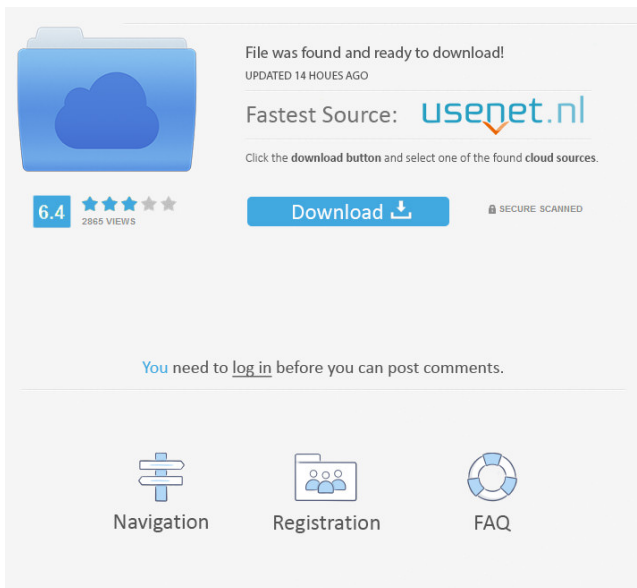 File was found and ready to download!
UPDATED 14 HOUES AGO
Fastest Source: usenet.nl
Click the download button and select one of the found cloud sources.
6.4
2865 VIEWS
Download
SECURE SCANNED
You need to log in before you can post comments.
Navigation
Registration
FAQ